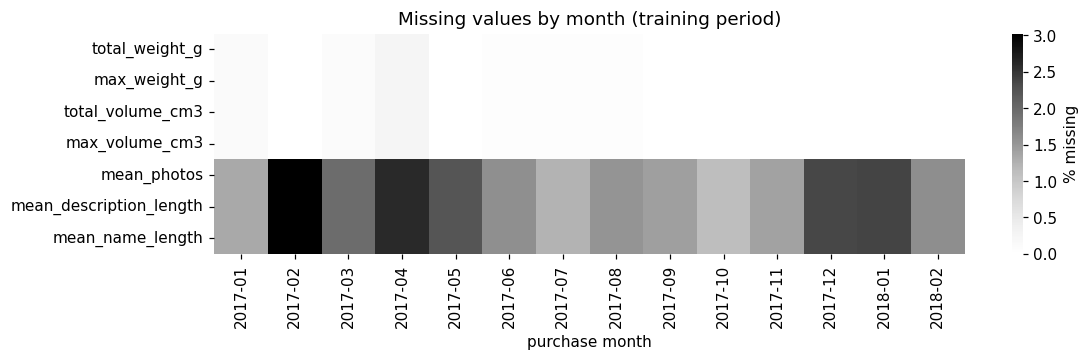 Missing values by month (training period)
total_weight_g
max_weight_g
total_volume_cm3
max_volume_cm3
mean_photos
mean_description_length
mean_name_length
2017-01
2017-02
2017-03
2017-04
2017-05
2017-06
2017-07
2017-08
2017-09
2017-10
2017-11
2017-12
2018-01
2018-02
purchase month
3.0
2.5
2.0
1.5
1.0
0.5
0.0
% missing